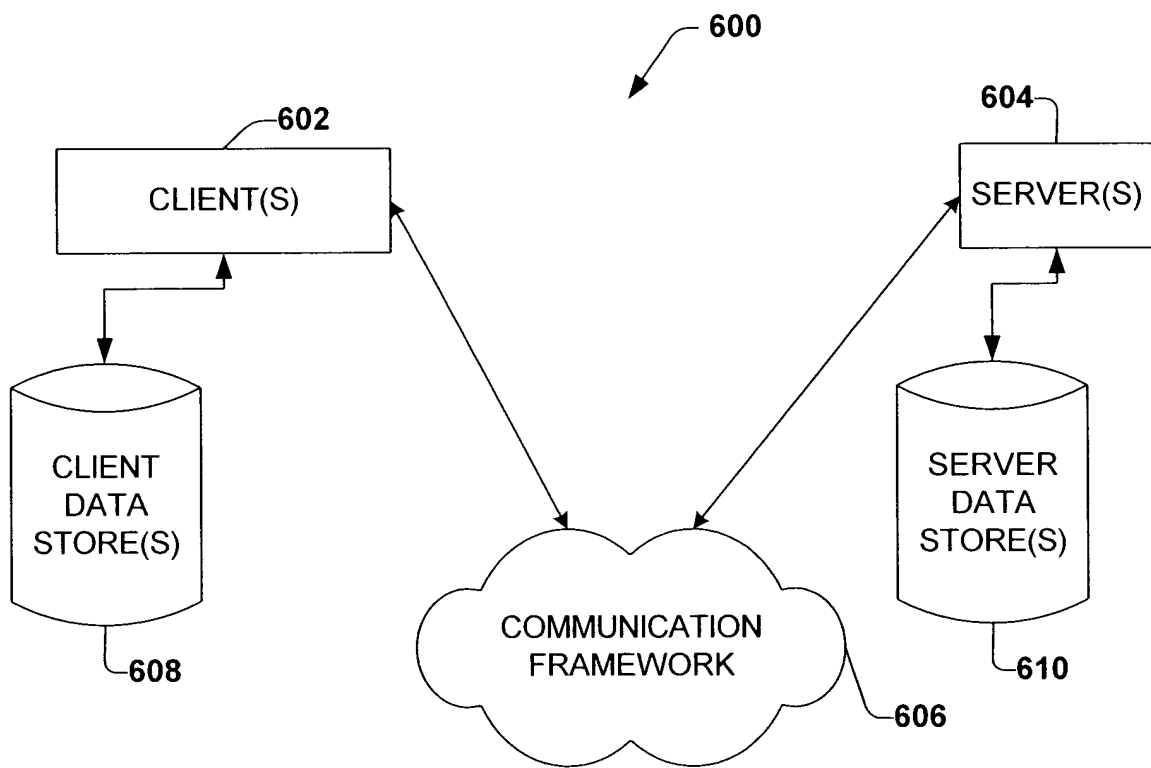 600
602
604
CLIENT(S)
SERVER(S)
CLIENT
DATA
STORE(S)
SERVER
DATA
STORE(S)
COMMUNICATION
FRAMEWORK
608
610
606